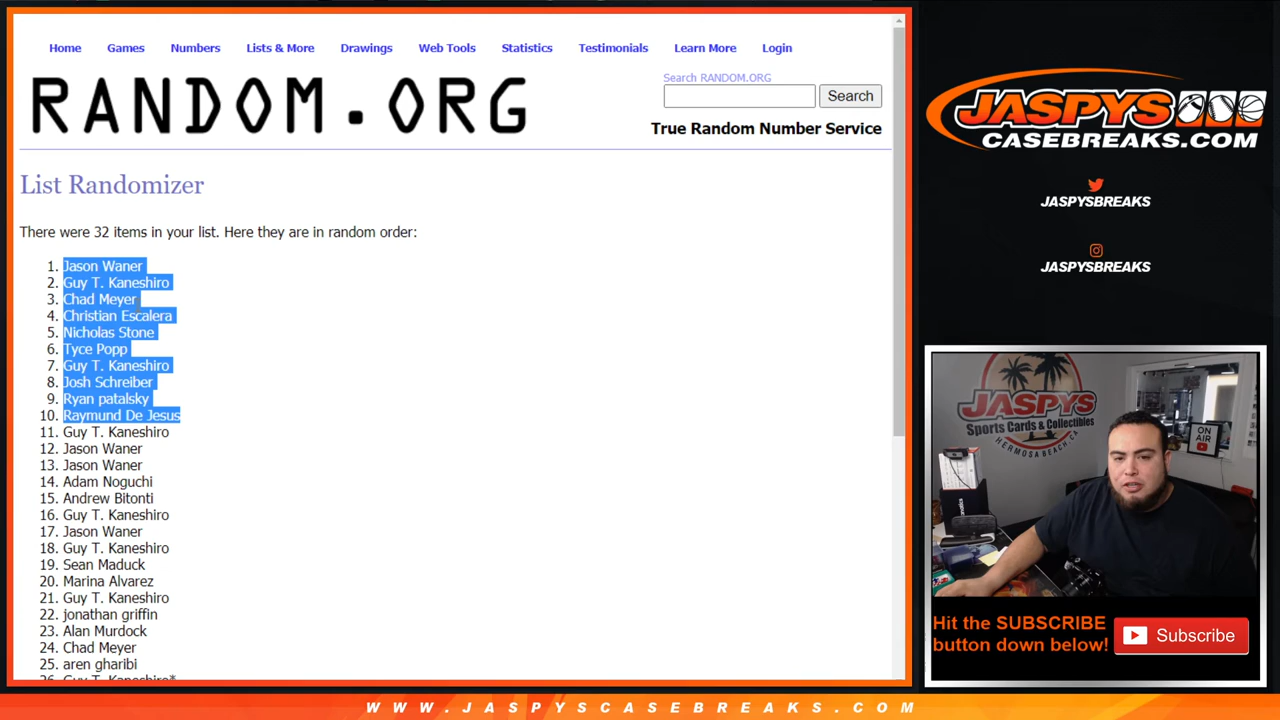 Home Games Numbers Lists & More Drawings Web Tools Statistics Testimonials Learn More Login
RANDOM.ORG
Search RANDOM.ORG
Search
True Random Number Service
List Randomizer
There were 32 items in your list. Here they are in random order:
1. Jason Waner
2. Guy T. Kaneshiro
3. Chad Meyer
4. Christian Escalera
5. Nicholas Stone
6. Tyce Popp
7. Guy T. Kaneshiro
8. Josh Schreiber
9. Ryan patalsky
10. Raymund De Jesus
11. Guy T. Kaneshiro
12. Jason Waner
13. Jason Waner
14. Adam Noguchi
15. Andrew Bitonti
16. Guy T. Kaneshiro
17. Jason Waner
18. Guy T. Kaneshiro
19. Sean Maduck
20. Marina Alvarez
21. Guy T. Kaneshiro
22. jonathan griffin
23. Alan Murdock
24. Chad Meyer
25. aren gharibi
26. Guy T. Kaneshiro*
JASPYS
CASEBREAKS.COM
JASPYSBREAKS
JASPYSBREAKS
JASPYS
Sports Cards & Collectibles
HERMOSA BEACH, CA
ON
AIR
Hit the SUBSCRIBE
button down below!
Subscribe
WWW.JASPYSCASEBREAKS.COM